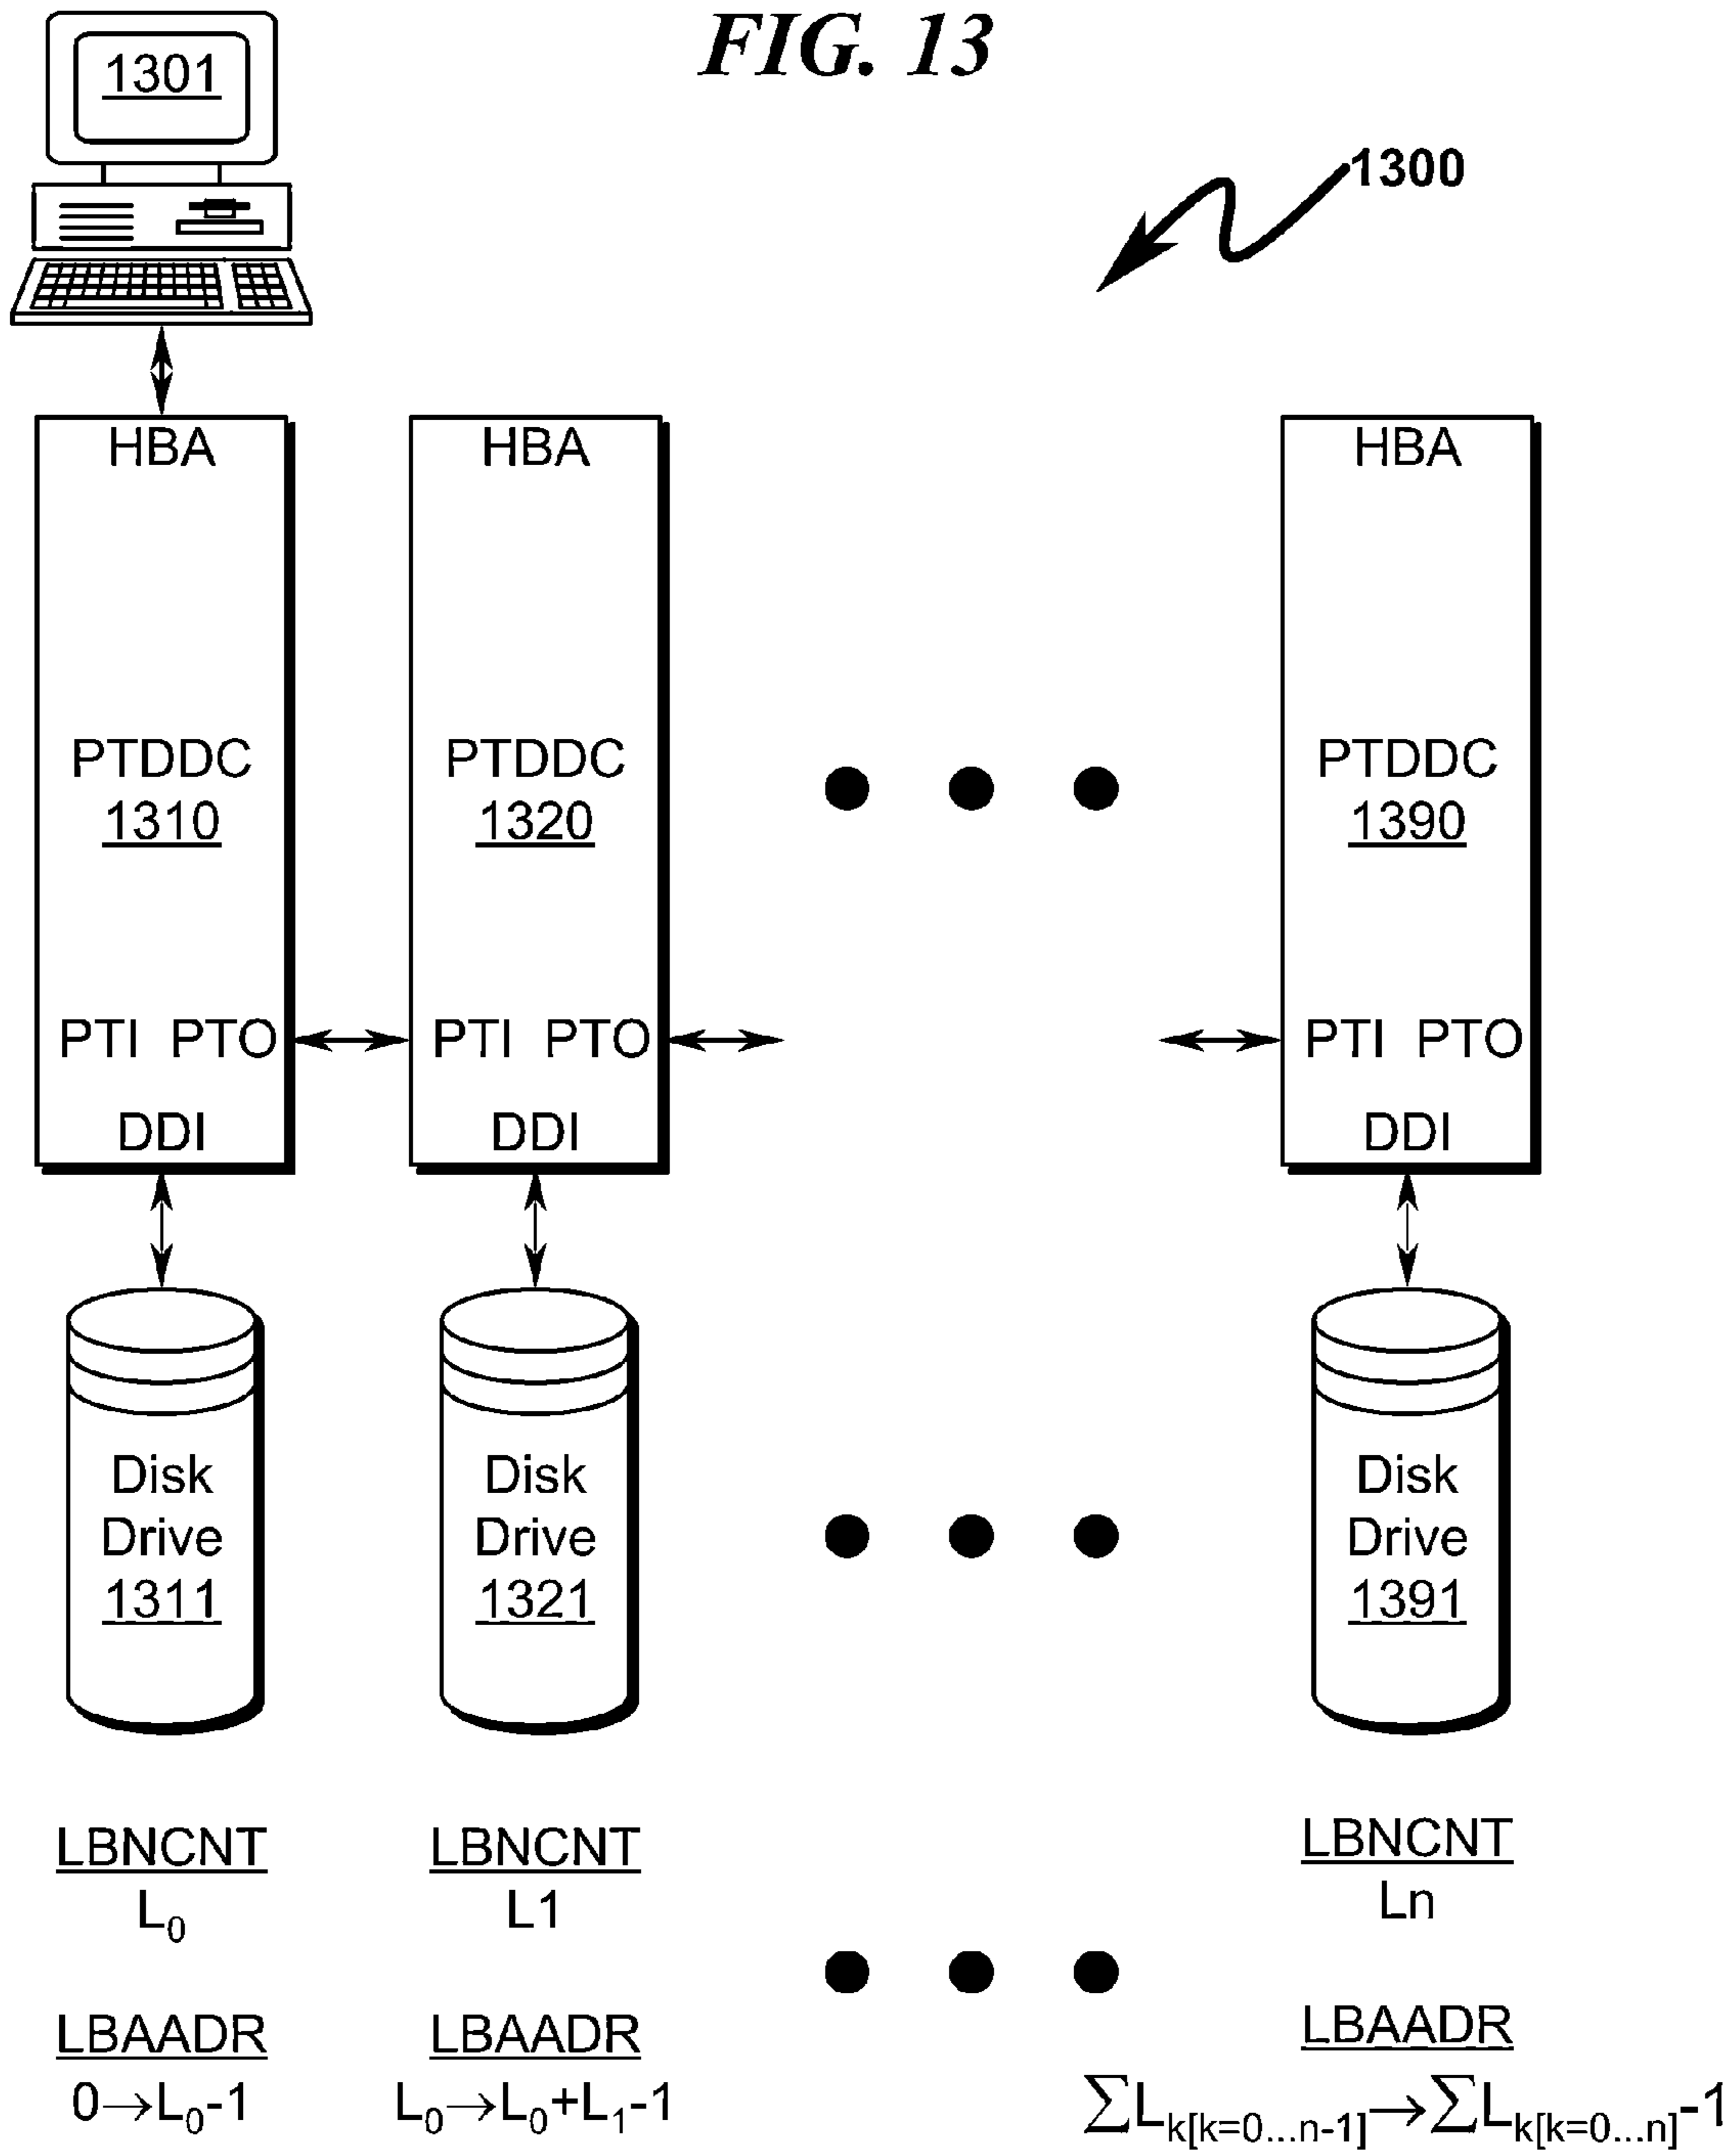 FIG. 13
1301
1300
HBA HBA HBA
PTDDC PTDDC PTDDC
1310 1320 1390
PTI PTO PTI PTO PTI PTO
DDI DDI DDI
Disk Disk Disk
Drive Drive Drive
1311 1321 1391
LBNCNT LBNCNT LBNCNT
L₀ L1 Ln
LBAADR LBAADR LBAADR
0→L₀-1 L₀→L₀+L₁-1 ∑Lk[k=0...n-1]→∑Lk[k=0...n]-1